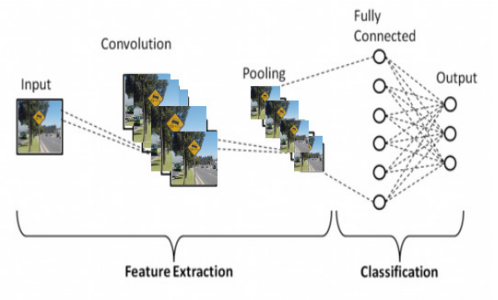 Fully
Connected
Convolution
Pooling
Output
Input
Feature Extraction
Classification